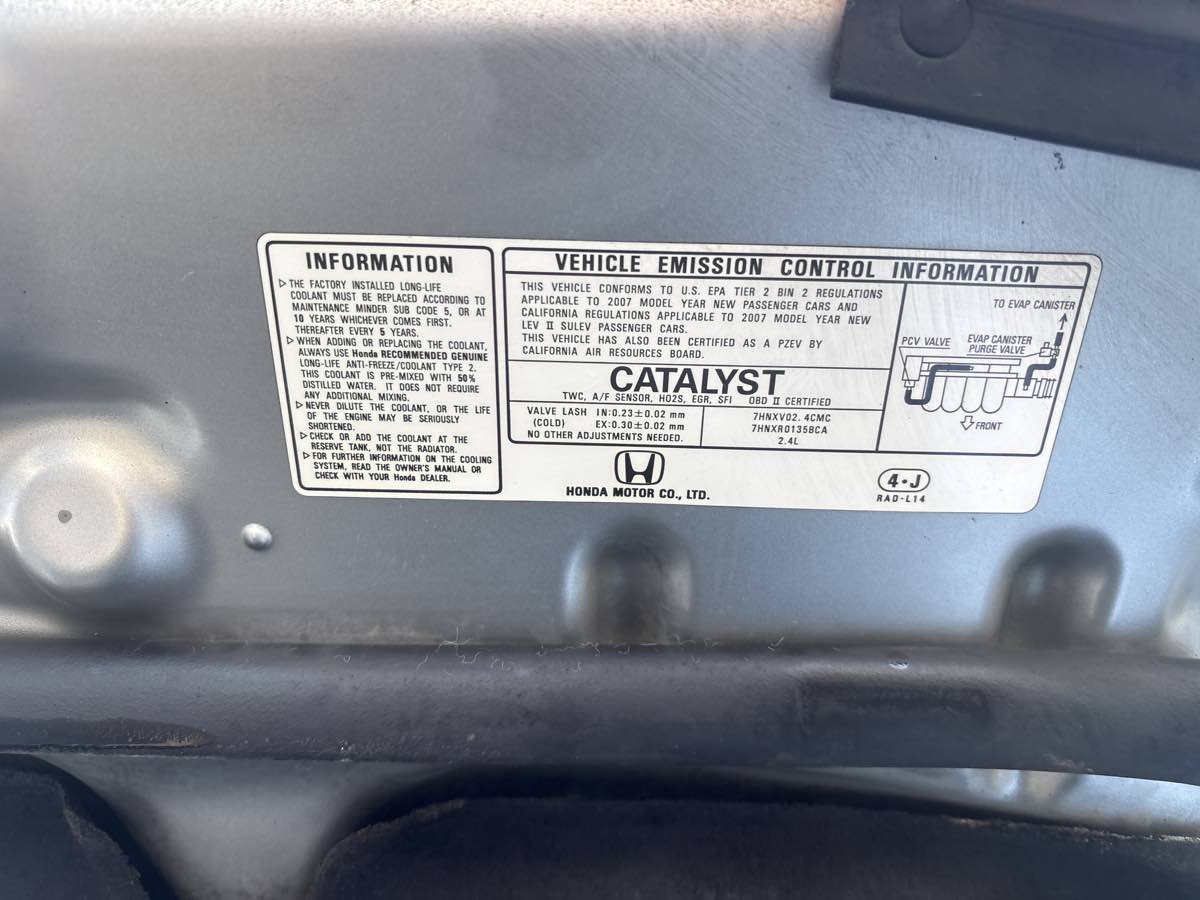 INFORMATION
▷THE FACTORY INSTALLED LONG-LIFE
COOLANT MUST BE REPLACED ACCORDING TO
MAINTENANCE MINDER SUB CODE 5, OR AT
10 YEARS WHICHEVER COMES FIRST.
THEREAFTER EVERY 5 YEARS.
▷WHEN ADDING OR REPLACING THE COOLANT,
ALWAYS USE Honda RECOMMENDED GENUINE
LONG-LIFE ANTI-FREEZE/COOLANT TYPE 2.
THIS COOLANT IS PRE-MIXED WITH 50%
DISTILLED WATER. IT DOES NOT REQUIRE
ANY ADDITIONAL MIXING.
▷NEVER DILUTE THE COOLANT, OR THE LIFE
OF THE ENGINE MAY BE SERIOUSLY
SHORTENED.
▷CHECK OR ADD THE COOLANT AT THE
RESERVE TANK, NOT THE RADIATOR.
▷FOR FURTHER INFORMATION ON THE COOLING
SYSTEM, READ THE OWNER'S MANUAL OR
CHECK WITH YOUR Honda DEALER.
VEHICLE EMISSION CONTROL INFORMATION
THIS VEHICLE CONFORMS TO U.S. EPA TIER 2 BIN 2 REGULATIONS
APPLICABLE TO 2007 MODEL YEAR NEW PASSENGER CARS AND
CALIFORNIA REGULATIONS APPLICABLE TO 2007 MODEL YEAR NEW
LEV II SULEV PASSENGER CARS.
THIS VEHICLE HAS ALSO BEEN CERTIFIED AS A PZEV BY
CALIFORNIA AIR RESOURCES BOARD.
CATALYST
TWC, A/F SENSOR, HO2S, EGR, SFI OBD II CERTIFIED
VALVE LASH IN:0.23±0.02 mm
(COLD) EX:0.30±0.02 mm
NO OTHER ADJUSTMENTS NEEDED.
7HNXV02.4CMC
7HNXR0135BCA
2.4L
TO EVAP CANISTER
PCV VALVE
EVAP CANISTER
PURGE VALVE
FRONT
HONDA MOTOR CO., LTD.
4•J
RAD-L14